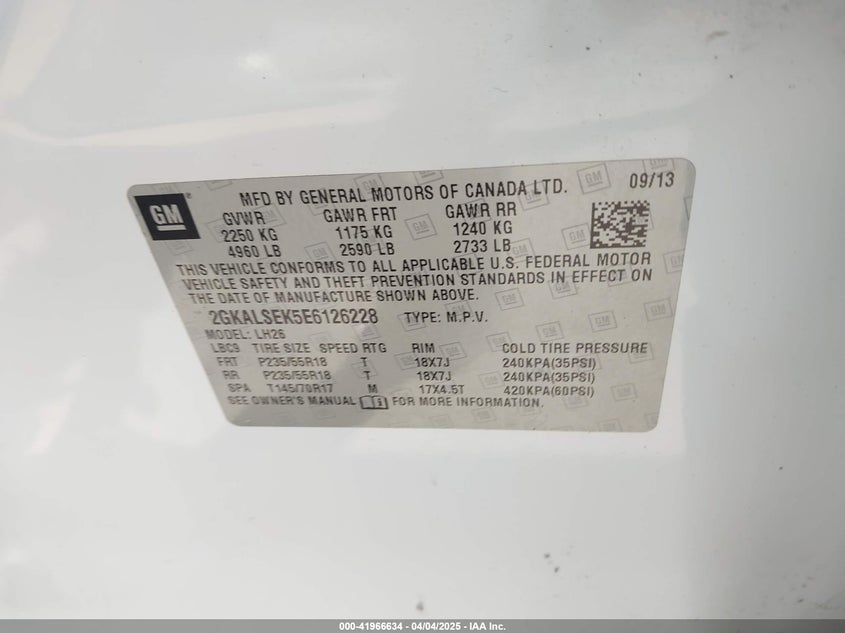 GM
MFD BY GENERAL MOTORS OF CANADA LTD. 09/13
GVWR GAWR FRT GAWR RR
2250 KG 1175 KG 1240 KG
4960 LB 2590 LB 2733 LB
THIS VEHICLE CONFORMS TO ALL APPLICABLE U.S. FEDERAL MOTOR
VEHICLE SAFETY AND THEFT PREVENTION STANDARDS IN EFFECT ON
THE DATE OF MANUFACTURE SHOWN ABOVE.
2GKALSEK5E6126228 TYPE: M.P.V.
MODEL: LH26
LBC9 TIRE SIZE SPEED RTG RIM COLD TIRE PRESSURE
FRT P235/55R18 T 18X7J 240KPA(35PSI)
RR P235/55R18 T 18X7J 240KPA(35PSI)
SPA T145/70R17 M 17X4.5T 420KPA(60PSI)
SEE OWNER'S MANUAL FOR MORE INFORMATION.
000-41966634 - 04/04/2025 - IAA Inc.